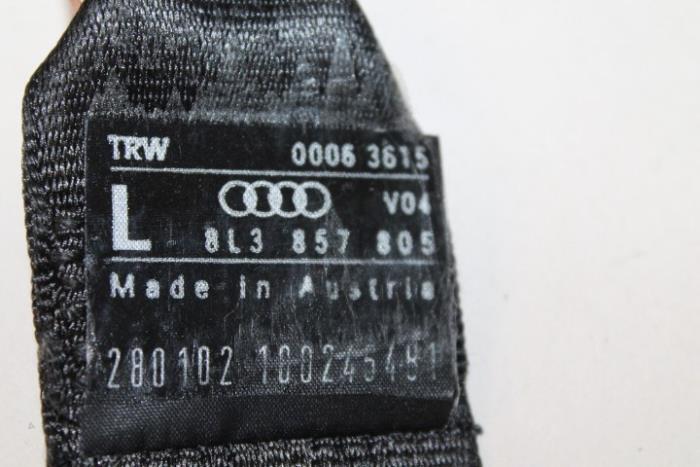 TRW 0006 3615
V04
L 8L3 857 805
Made in Austria
280102 100245481